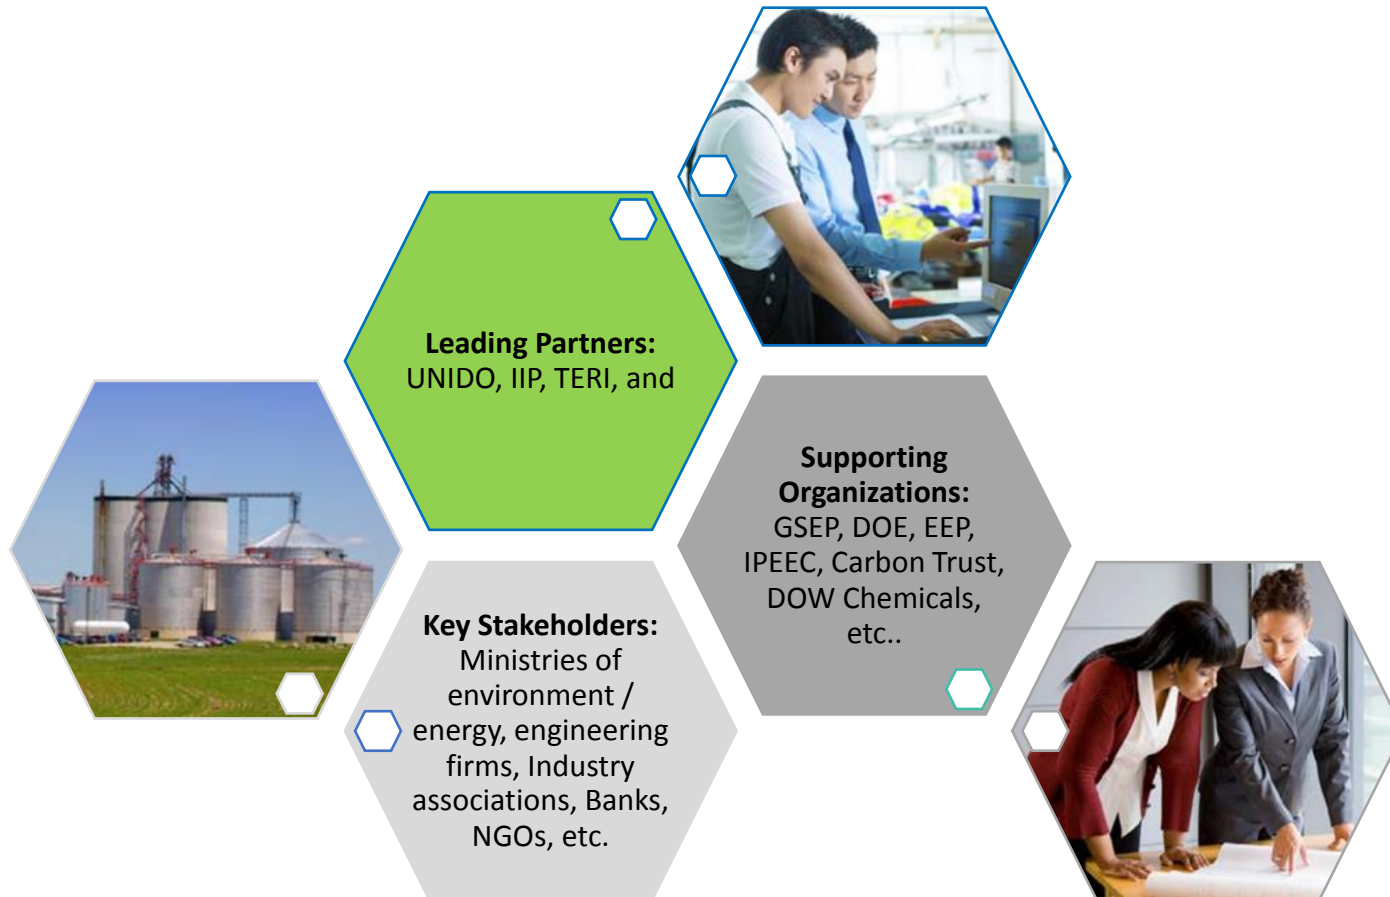 Leading Partners:
UNIDO, IIP, TERI, and
Supporting
Organizations:
GSEP, DOE, EEP,
IPEEC, Carbon Trust,
DOW Chemicals,
etc..
Key Stakeholders:
Ministries of
environment /
energy, engineering
firms, Industry
associations, Banks,
NGOs, etc.